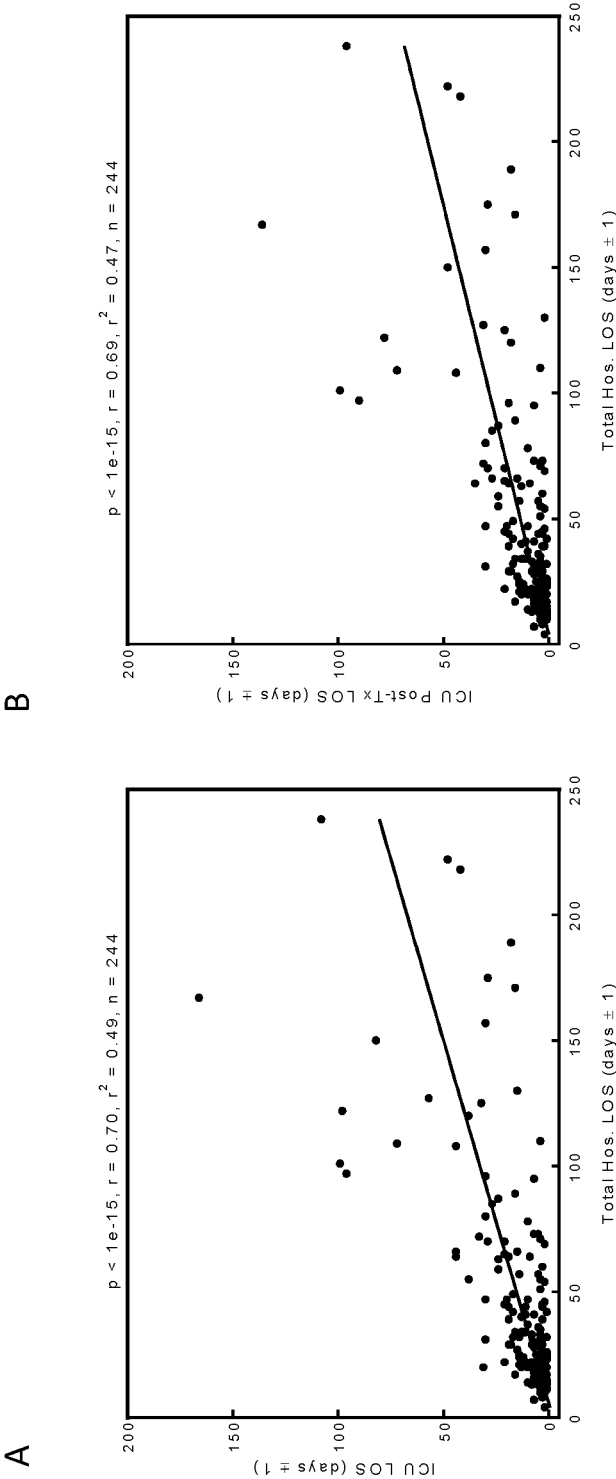 A
p < 1e-15, r = 0.70, r² = 0.49, n = 244
200
150
100
50
0
ICU LOS (days ± 1)
0
50
100
150
200
250
Total Hos. LOS (days ± 1)
B
p < 1e-15, r = 0.69, r² = 0.47, n = 244
200
150
100
50
0
ICU Post-Tx LOS (days ± 1)
0
50
100
150
200
250
Total Hos. LOS (days ± 1)